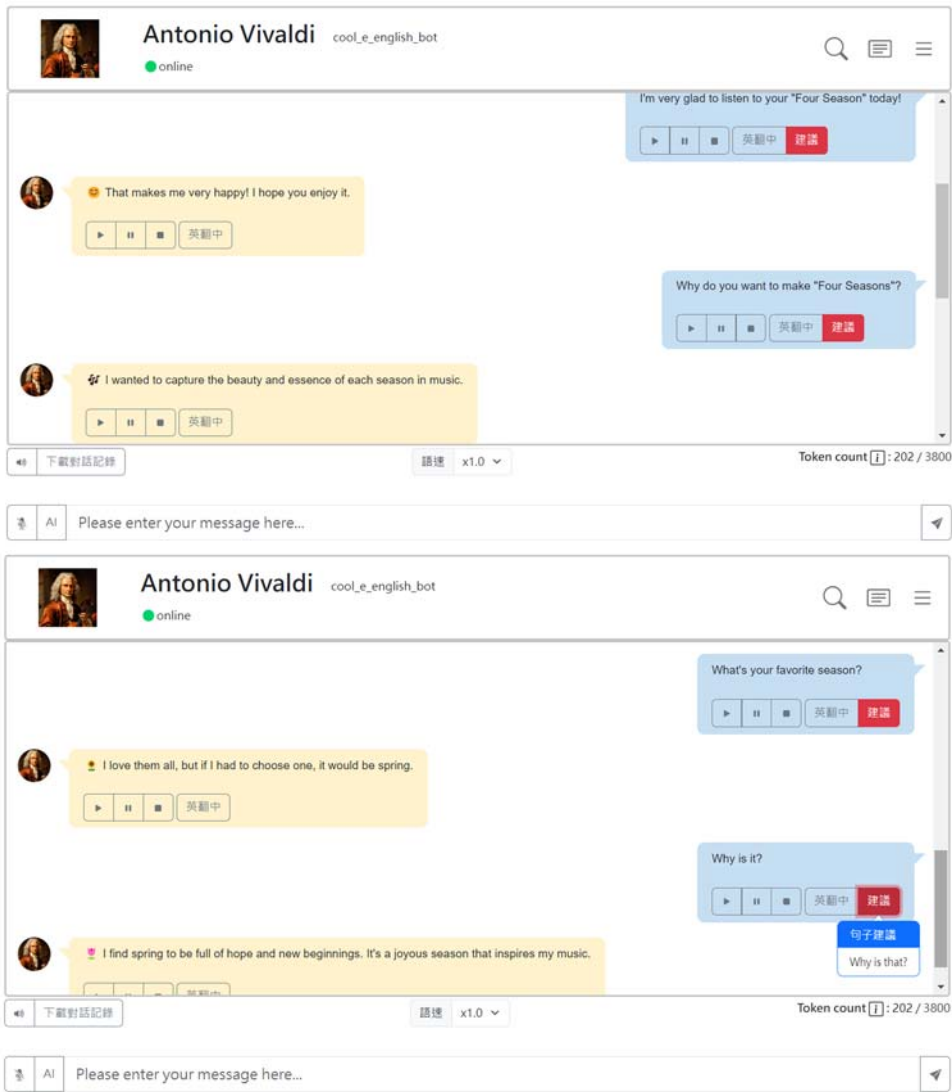 Antonio Vivaldi cool_e_english_bot
online
I'm very glad to listen to your "Four Season" today!
英翻中 建議
That makes me very happy! I hope you enjoy it.
英翻中
Why do you want to make "Four Seasons"?
英翻中 建議
I wanted to capture the beauty and essence of each season in music.
英翻中
下載對話記錄 語速 x1.0 Token count i : 202 / 3800
AI Please enter your message here...
Antonio Vivaldi cool_e_english_bot
online
What's your favorite season?
英翻中 建議
I love them all, but if I had to choose one, it would be spring.
英翻中
Why is it?
英翻中 建議
句子建議
Why is that?
I find spring to be full of hope and new beginnings. It's a joyous season that inspires my music.
英翻中
下載對話記錄 語速 x1.0 Token count i : 202 / 3800
AI Please enter your message here...